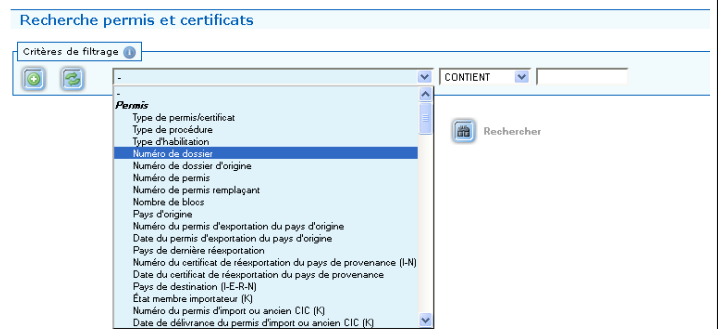 Recherche permis et certificats
Critères de filtrage
- CONTIENT
-
Permis
Type de permis/certificat
Type de procédure
Type d'habilitation
Numéro de dossier
Numéro de dossier d'origine
Numéro de permis
Numéro de permis remplaçant
Nombre de blocs
Pays d'origine
Numéro du permis d'exportation du pays d'origine
Date du permis d'exportation du pays d'origine
Pays de dernière réexportation
Numéro du certificat de réexportation du pays de provenance (I-N)
Date du certificat de réexportation du pays de provenance
Pays de destination (I-E-R-N)
État membre importateur (K)
Numéro du permis d'import ou ancien CIC (K)
Date de délivrance du permis d'import ou ancien CIC (K)
Rechercher